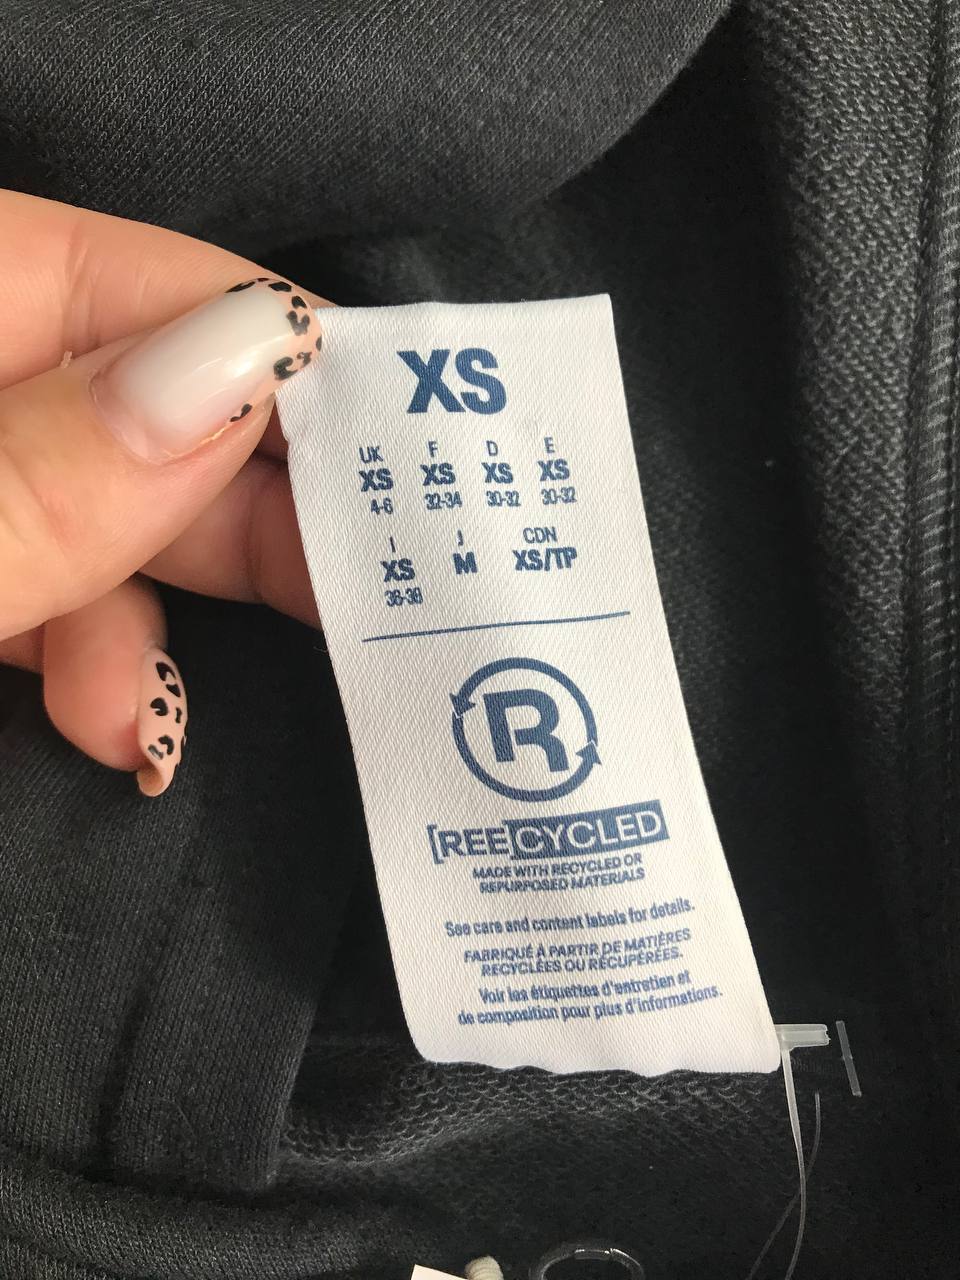 XS
UK F D E
XS XS XS XS
4-6 32-34 30-32 30-32
I J CDN
XS M XS/TP
36-38
R
[REE]CYCLED
MADE WITH RECYCLED OR
REPURPOSED MATERIALS
See care and content labels for details.
FABRIQUÉ À PARTIR DE MATIÈRES
RECYCLÉES OU RÉCUPÉRÉES.
Voir les étiquettes d'entretien et
de composition pour plus d'informations.